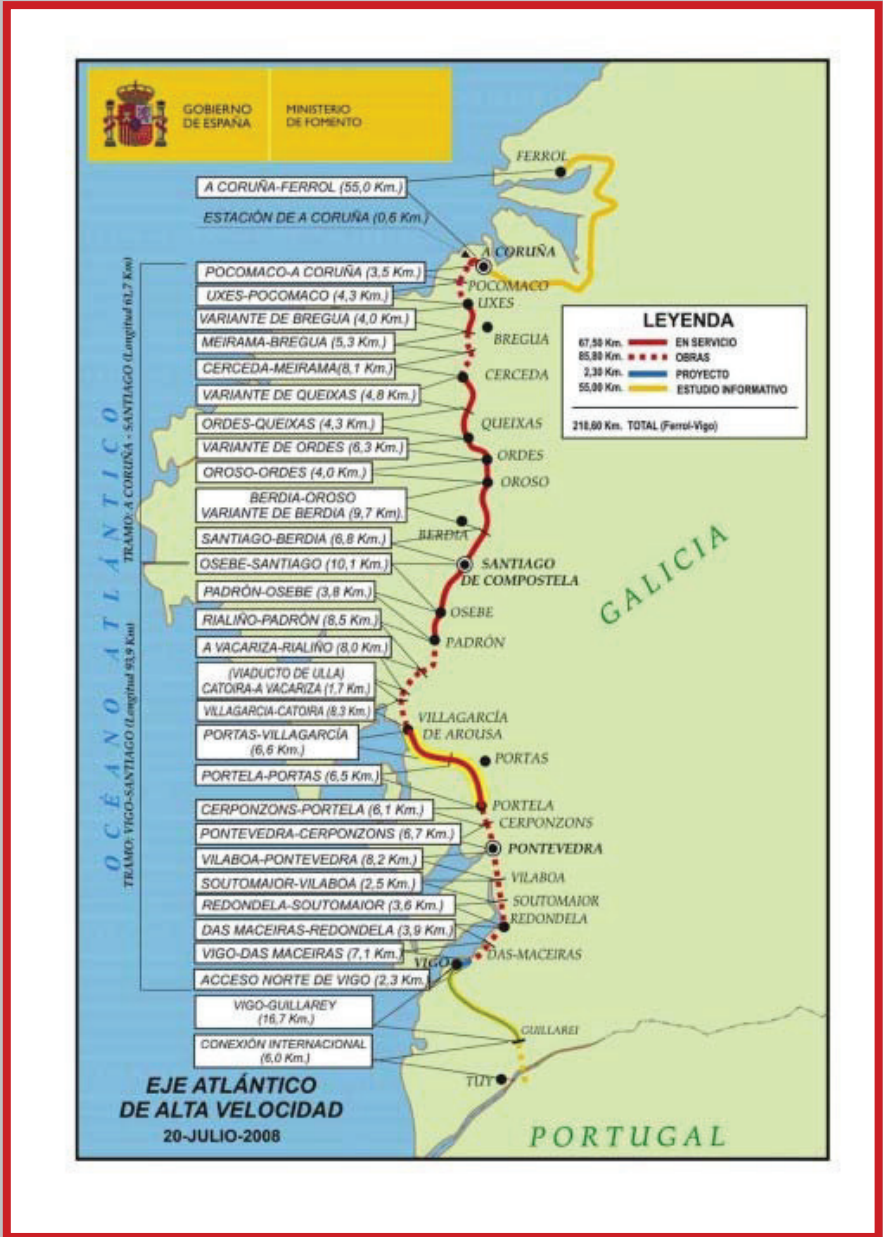 GOBIERNO
DE ESPAÑA
MINISTERIO
DE FOMENTO
A CORUÑA-FERROL (55,0 Km.)
ESTACIÓN DE A CORUÑA (0,6 Km.)
POCOMACO-A CORUÑA (3,5 Km.)
UXES-POCOMACO (4,3 Km.)
VARIANTE DE BREGUA (4,0 Km.)
MEIRAMA-BREGUA (5,3 Km.)
CERCEDA-MEIRAMA(8,1 Km.)
VARIANTE DE QUEIXAS (4,8 Km.)
ORDES-QUEIXAS (4,3 Km.)
VARIANTE DE ORDES (6,3 Km.)
OROSO-ORDES (4,0 Km.)
BERDIA-OROSO
VARIANTE DE BERDIA (9,7 Km).
SANTIAGO-BERDIA (6,8 Km.)
OSEBE-SANTIAGO (10,1 Km.)
PADRÓN-OSEBE (3,8 Km.)
RIALIÑO-PADRÓN (8,5 Km.)
A VACARIZA-RIALIÑO (8,0 Km.)
(VIADUCTO DE ULLA)
CATOIRA-A VACARIZA (1,7 Km.)
VILLAGARCIA-CATOIRA (8,3 Km.)
PORTAS-VILLAGARCÍA
(6,6 Km.)
PORTELA-PORTAS (6,5 Km.)
CERPONZONS-PORTELA (6,1 Km.)
PONTEVEDRA-CERPONZONS (6,7 Km.)
VILABOA-PONTEVEDRA (8,2 Km.)
SOUTOMAIOR-VILABOA (2,5 Km.)
REDONDELA-SOUTOMAIOR (3,6 Km.)
DAS MACEIRAS-REDONDELA (3,9 Km.)
VIGO-DAS MACEIRAS (7,1 Km.)
ACCESO NORTE DE VIGO (2,3 Km.)
VIGO-GUILLAREY
(16,7 Km.)
CONEXIÓN INTERNACIONAL
(6,0 Km.)
OCÉANO ATLÁNTICO
TRAMO: A CORUÑA - SANTIAGO (Longitud 61,7 Km)
TRAMO: VIGO-SANTIAGO (Longitud 93,9 Km)
FERROL
A CORUÑA
POCOMACO
UXES
BREGUA
CERCEDA
QUEIXAS
ORDES
OROSO
BERDIA
SANTIAGO
DE COMPOSTELA
OSEBE
PADRÓN
VILLAGARCÍA
DE AROUSA
PORTAS
PORTELA
CERPONZONS
PONTEVEDRA
VILABOA
SOUTOMAIOR
REDONDELA
DAS-MACEIRAS
VIGO
GUILLAREI
TUY
GALICIA
PORTUGAL
LEYENDA
67,50 Km. EN SERVICIO
85,80 Km. OBRAS
2,30 Km. PROYECTO
55,00 Km. ESTUDIO INFORMATIVO
210,60 Km. TOTAL (Ferrol-Vigo)
EJE ATLÁNTICO
DE ALTA VELOCIDAD
20-JULIO-2008